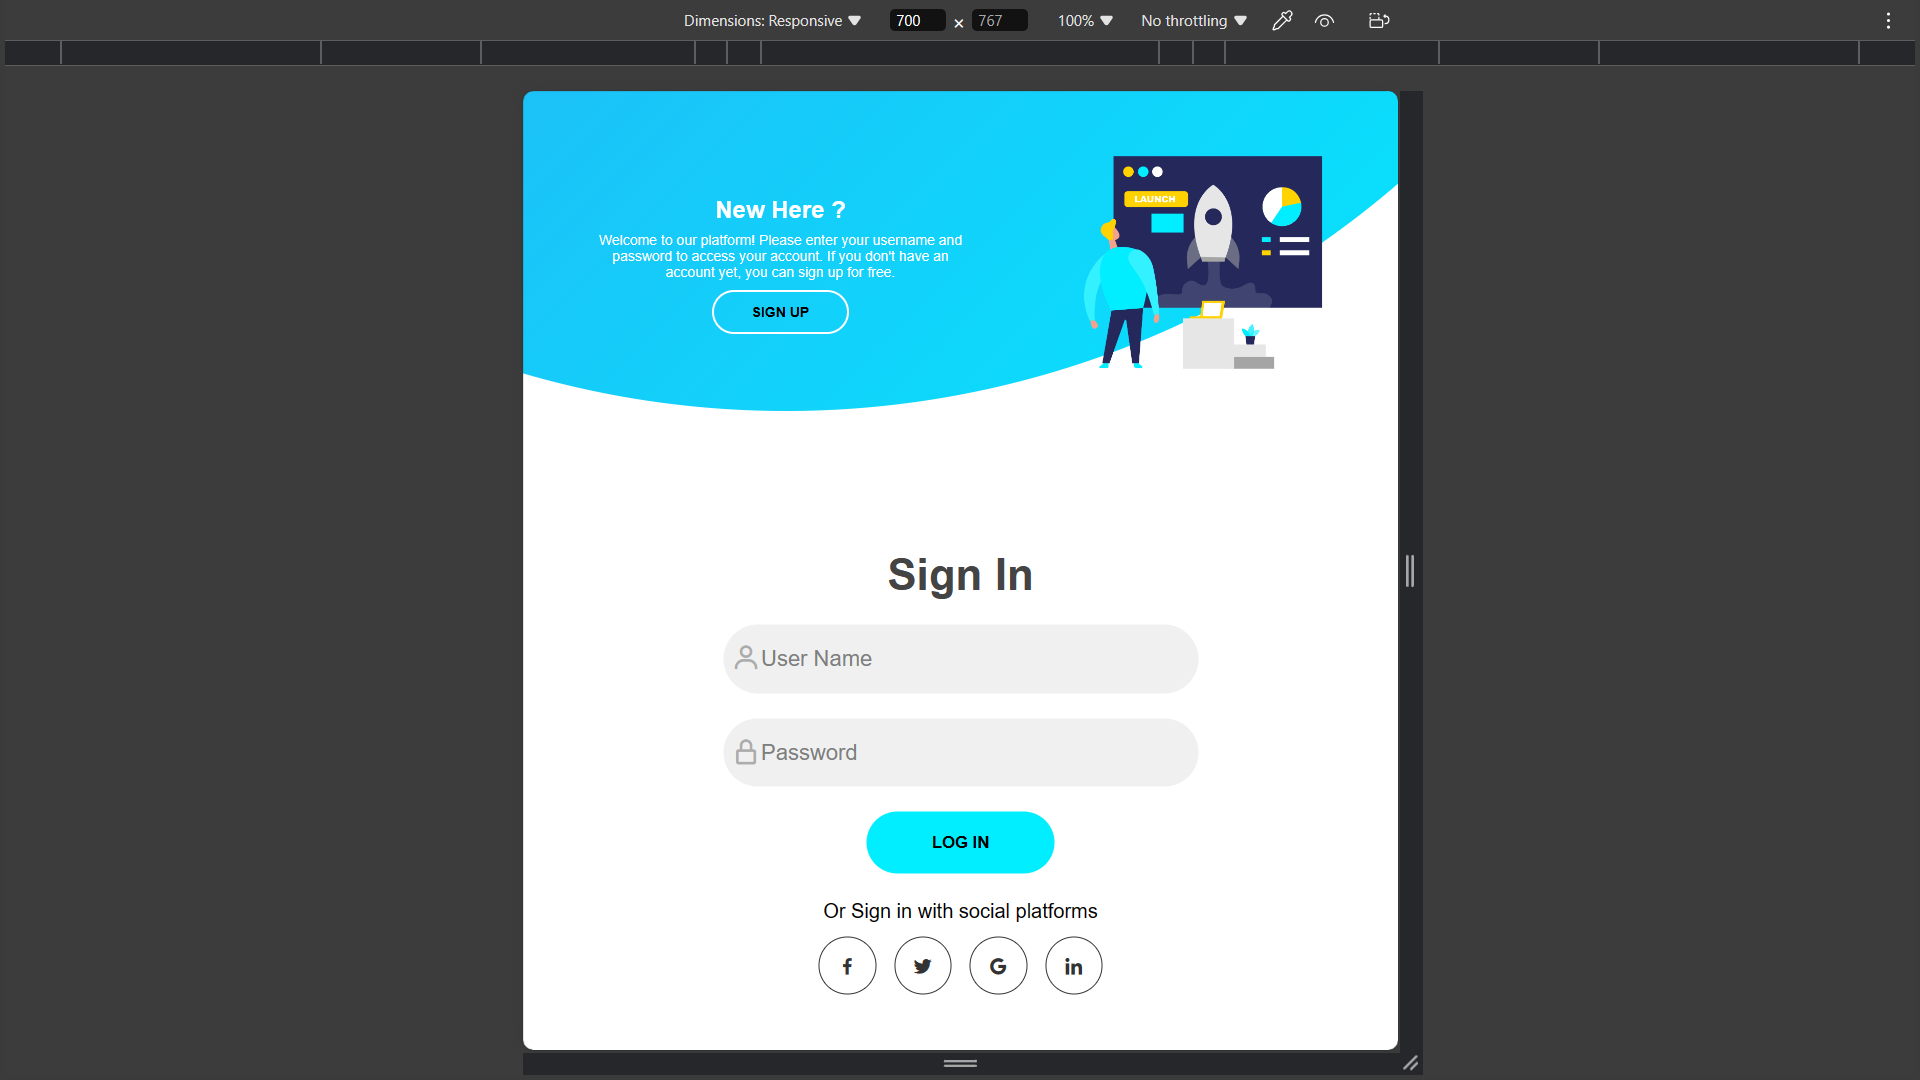 Dimensions: Responsive 700 × 767 100% No throttling
LAUNCH
New Here ?
Welcome to our platform! Please enter your username and
password to access your account. If you don't have an
account yet, you can sign up for free.
SIGN UP
Sign In
User Name
Password
LOG IN
Or Sign in with social platforms
f G in